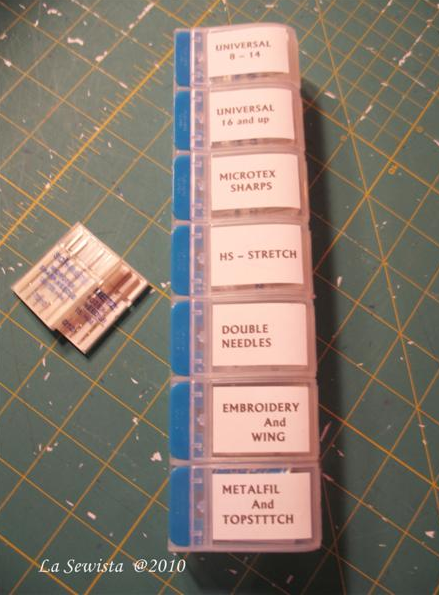 UNIVERSAL
8 – 14
UNIVERSAL
16 and up
MICROTEX
SHARPS
HS – STRETCH
DOUBLE
NEEDLES
EMBROIDERY
And
WING
METALFIL
And
TOPSTTTCH
La Sewista @2010